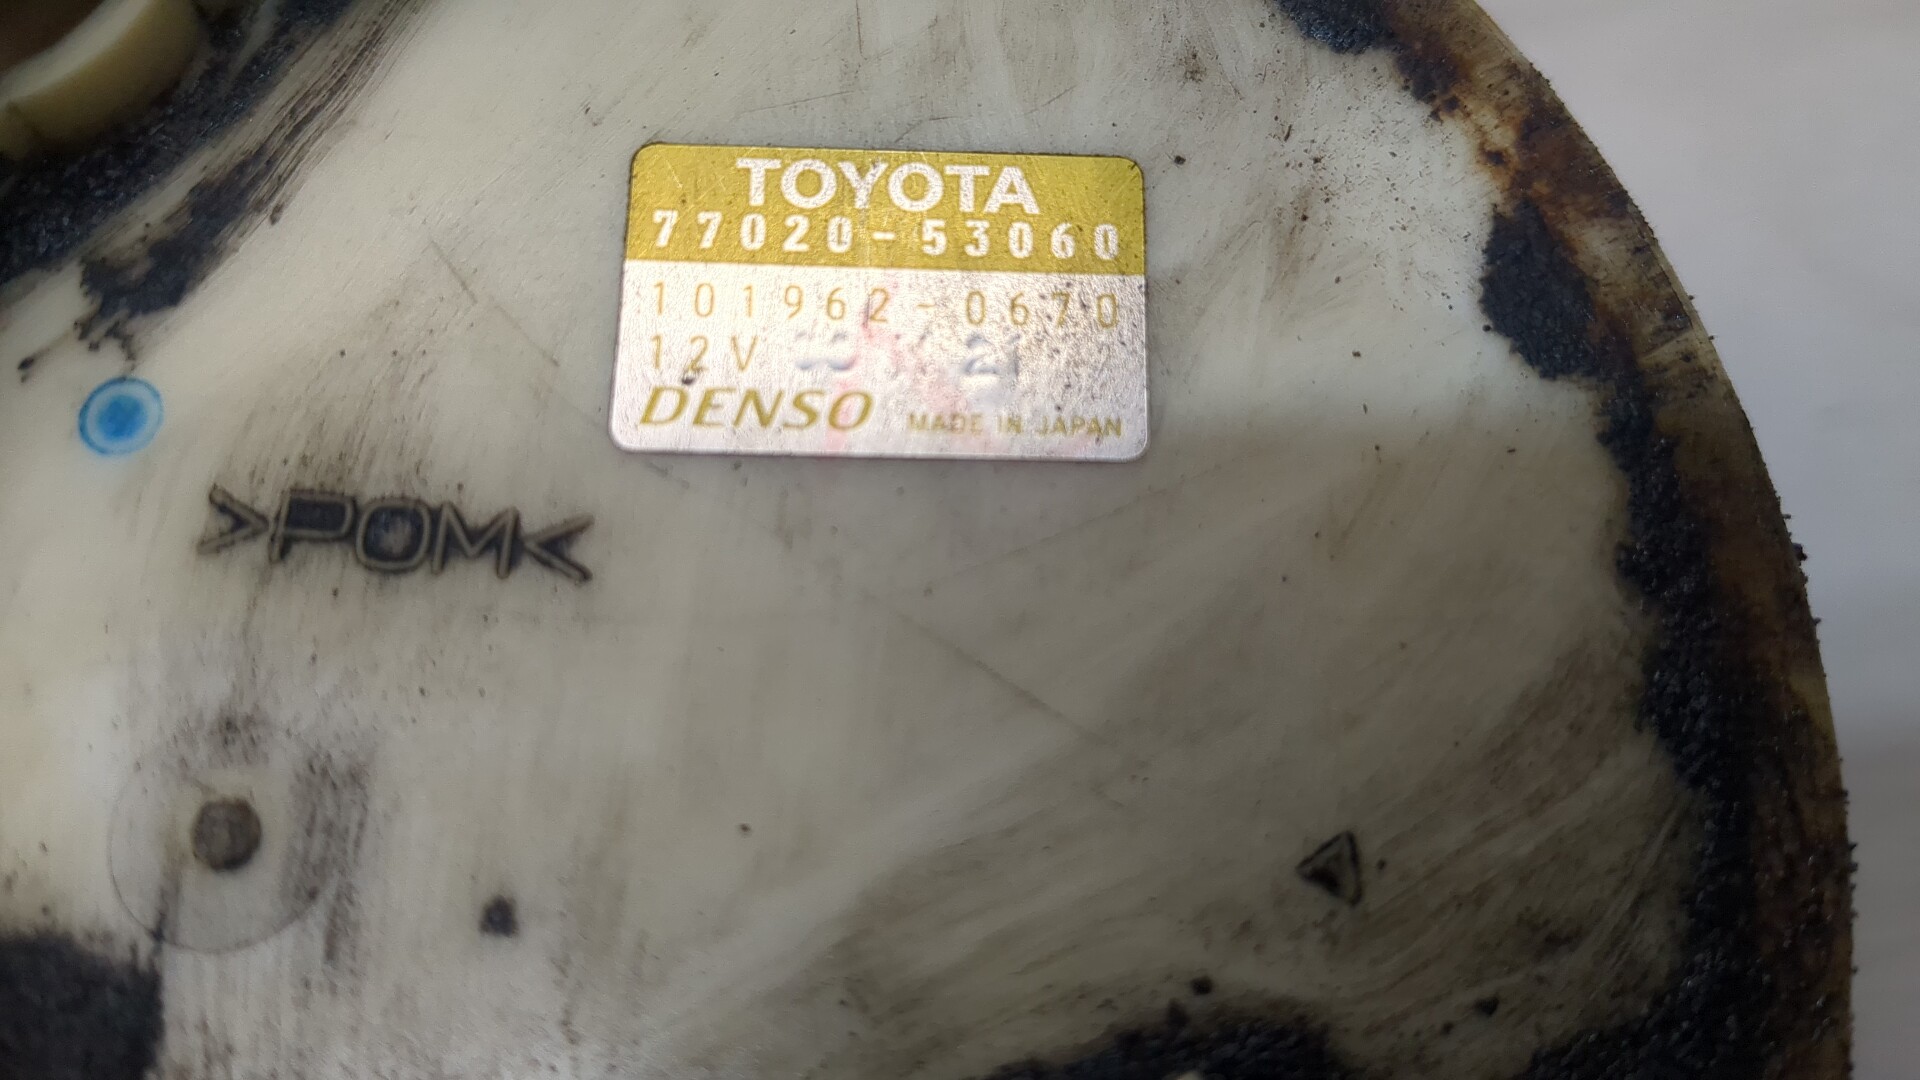 TOYOTA
77020-53060
101962-0670
12V
DENSO MADE IN JAPAN
>POM<